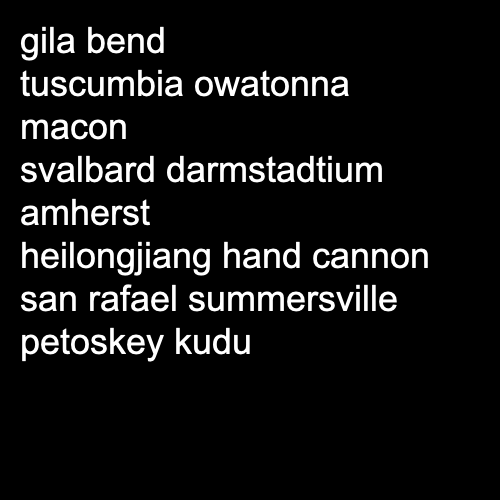 gila bend
tuscumbia owatonna
macon
svalbard darmstadtium
amherst
heilongjiang hand cannon
san rafael summersville
petoskey kudu